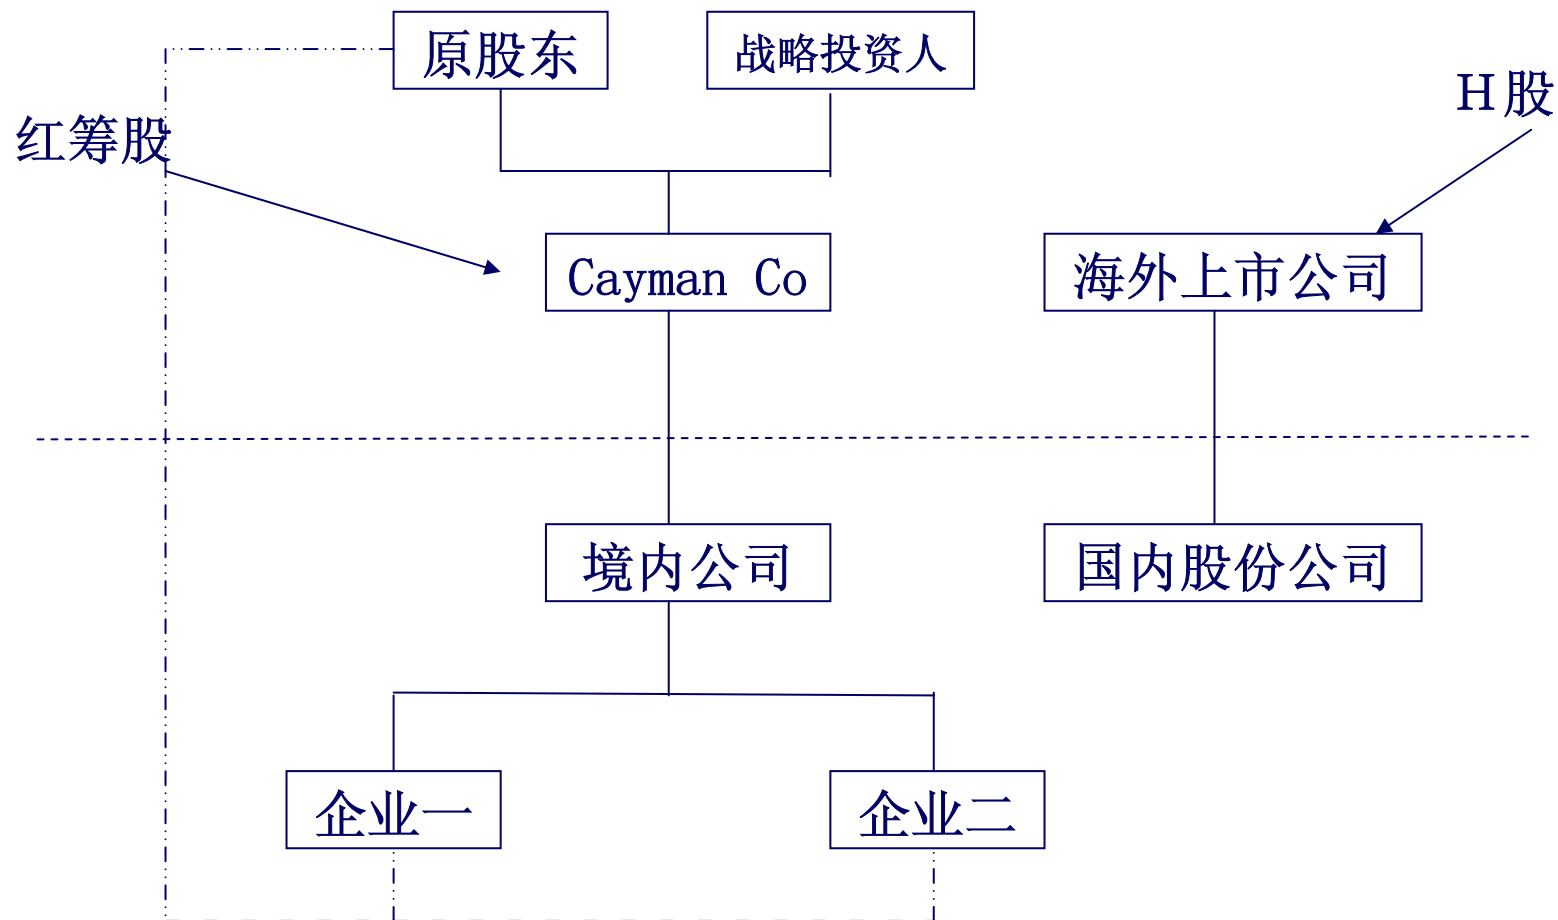 原股东
战略投资人
H股
红筹股
Cayman Co
海外上市公司
境内公司
国内股份公司
企业一
企业二